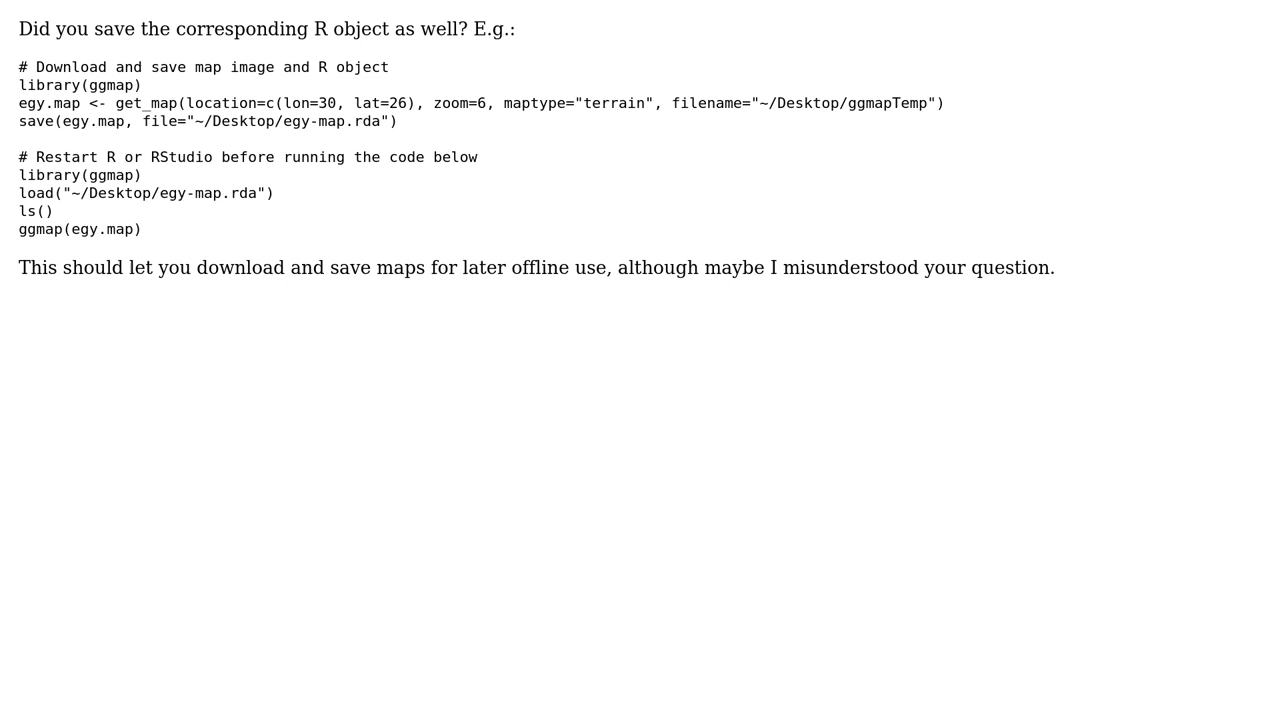 Did you save the corresponding R object as well? E.g.:
# Download and save map image and R object
library(ggmap)
egy.map <- get_map(location=c(lon=30, lat=26), zoom=6, maptype="terrain", filename="~/Desktop/ggmapTemp")
save(egy.map, file="~/Desktop/egy-map.rda")
# Restart R or RStudio before running the code below
library(ggmap)
load("~/Desktop/egy-map.rda")
ls()
ggmap(egy.map)
This should let you download and save maps for later offline use, although maybe I misunderstood your question.